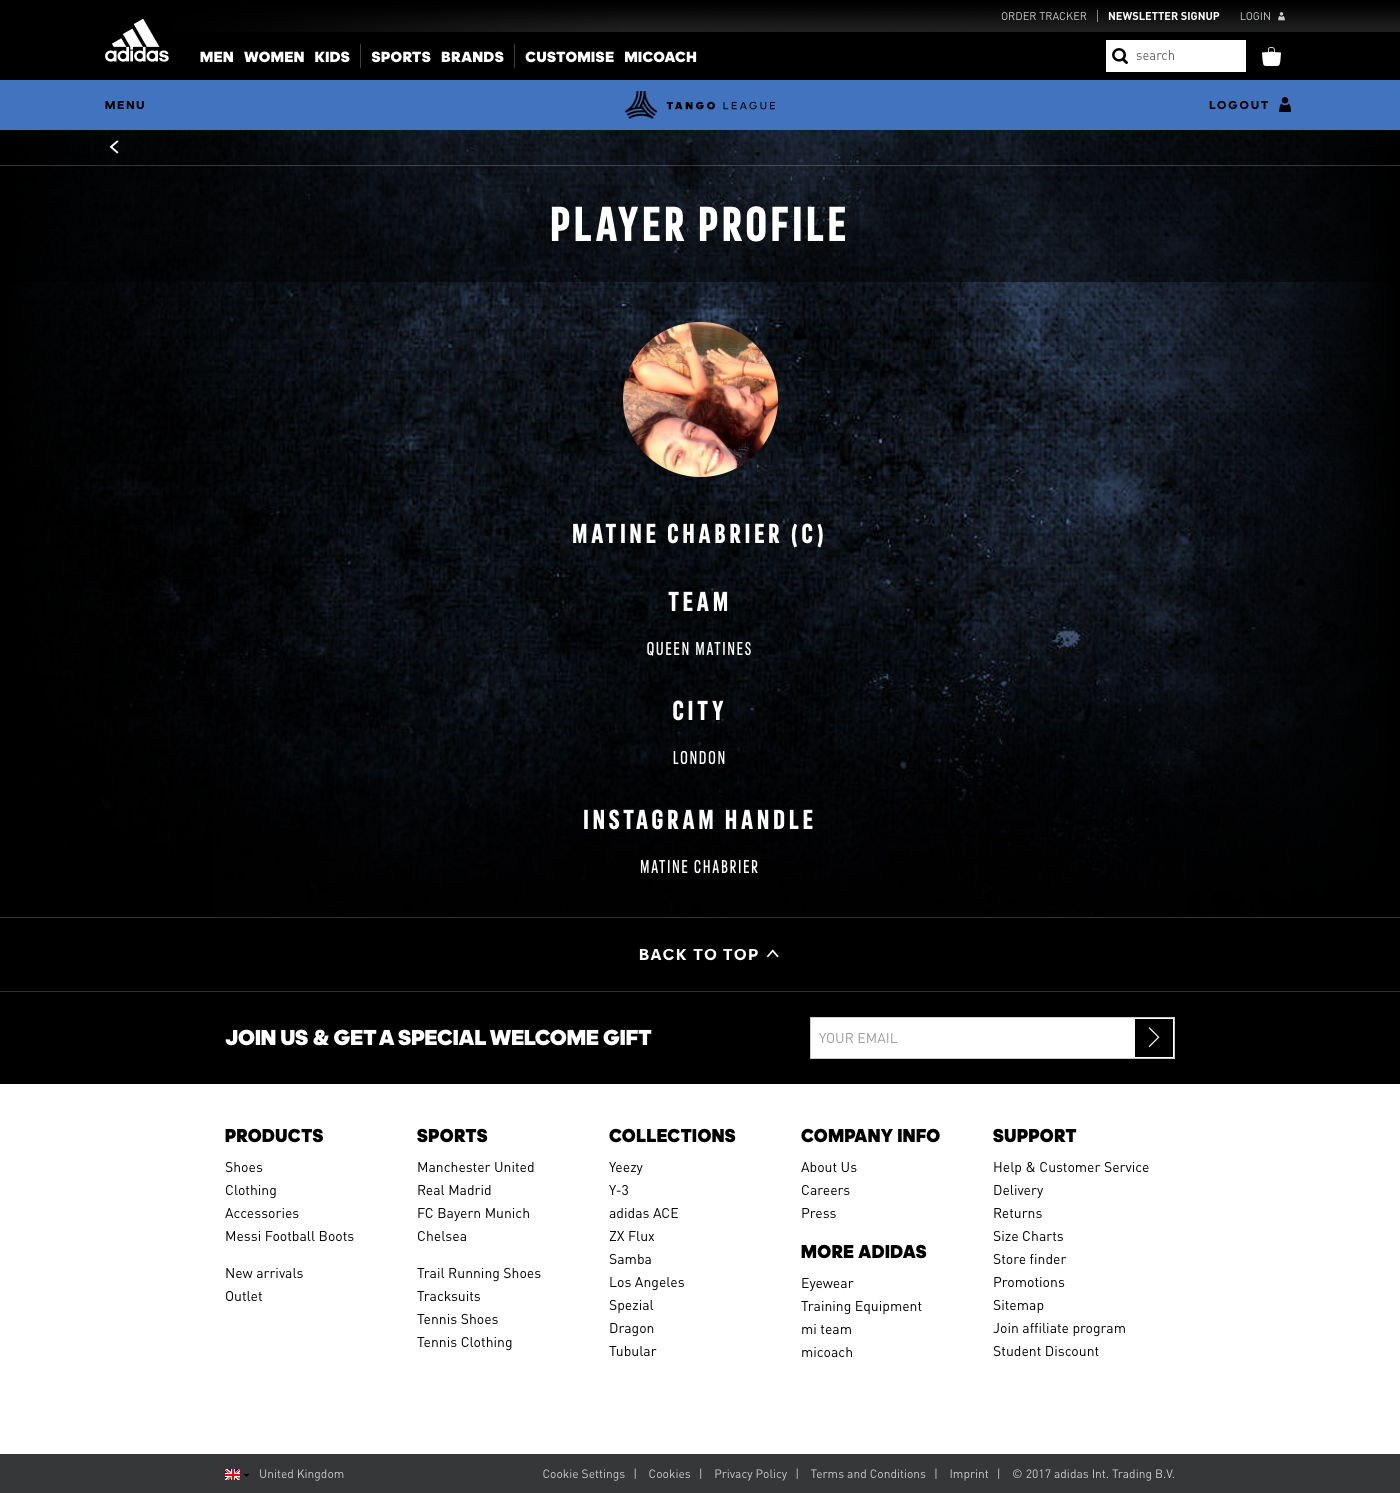 ORDER TRACKER | NEWSLETTER SIGNUP LOGIN
adidas
MEN WOMEN KIDS | SPORTS BRANDS | CUSTOMISE MICOACH
search
MENU
TANGO LEAGUE
LOGOUT
PLAYER PROFILE
MATINE CHABRIER (C)
TEAM
QUEEN MATINES
CITY
LONDON
INSTAGRAM HANDLE
MATINE CHABRIER
BACK TO TOP
JOIN US & GET A SPECIAL WELCOME GIFT
YOUR EMAIL
PRODUCTS
Shoes
Clothing
Accessories
Messi Football Boots
New arrivals
Outlet
SPORTS
Manchester United
Real Madrid
FC Bayern Munich
Chelsea
Trail Running Shoes
Tracksuits
Tennis Shoes
Tennis Clothing
COLLECTIONS
Yeezy
Y-3
adidas ACE
ZX Flux
Samba
Los Angeles
Spezial
Dragon
Tubular
COMPANY INFO
About Us
Careers
Press
MORE ADIDAS
Eyewear
Training Equipment
mi team
micoach
SUPPORT
Help & Customer Service
Delivery
Returns
Size Charts
Store finder
Promotions
Sitemap
Join affiliate program
Student Discount
United Kingdom
Cookie Settings | Cookies | Privacy Policy | Terms and Conditions | Imprint | © 2017 adidas Int. Trading B.V.